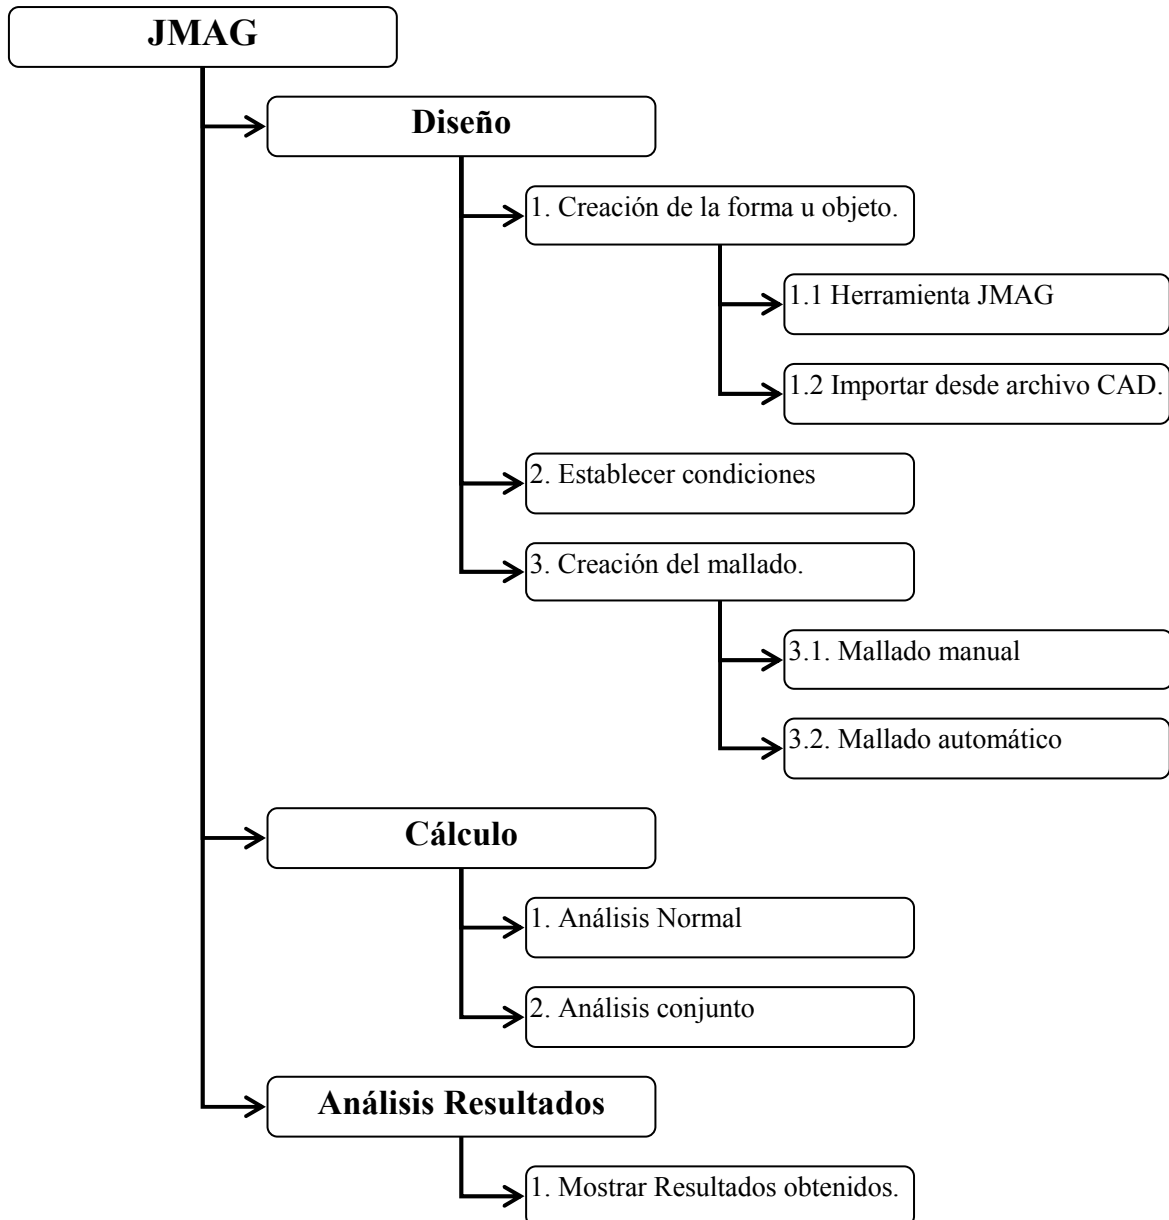 JMAG
Diseño
1. Creación de la forma u objeto.
1.1 Herramienta JMAG
1.2 Importar desde archivo CAD.
2. Establecer condiciones
3. Creación del mallado.
3.1. Mallado manual
3.2. Mallado automático
Cálculo
1. Análisis Normal
2. Análisis conjunto
Análisis Resultados
1. Mostrar Resultados obtenidos.